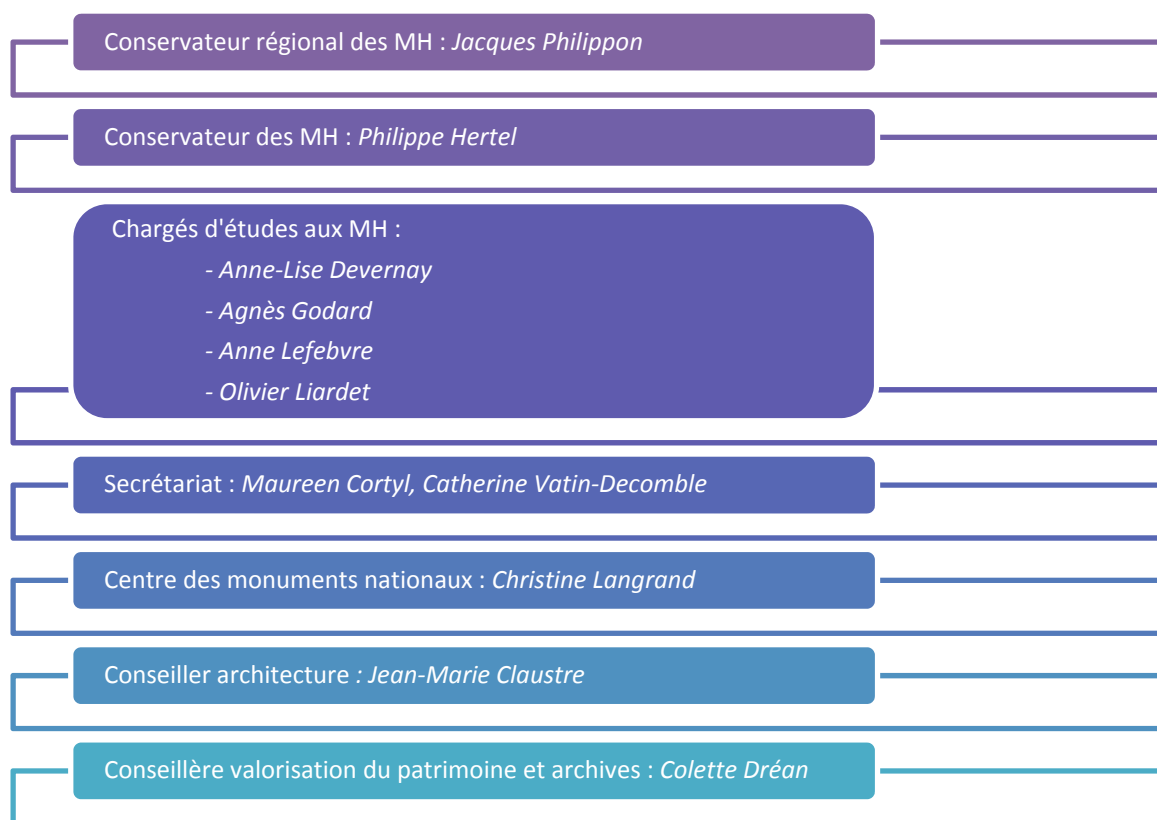 Conservateur régional des MH : Jacques Philippon
Conservateur des MH : Philippe Hertel
Chargés d'études aux MH :
- Anne-Lise Devernay
- Agnès Godard
- Anne Lefebvre
- Olivier Liardet
Secrétariat : Maureen Cortyl, Catherine Vatin-Decomble
Centre des monuments nationaux : Christine Langrand
Conseiller architecture : Jean-Marie Claustre
Conseillère valorisation du patrimoine et archives : Colette Dréan